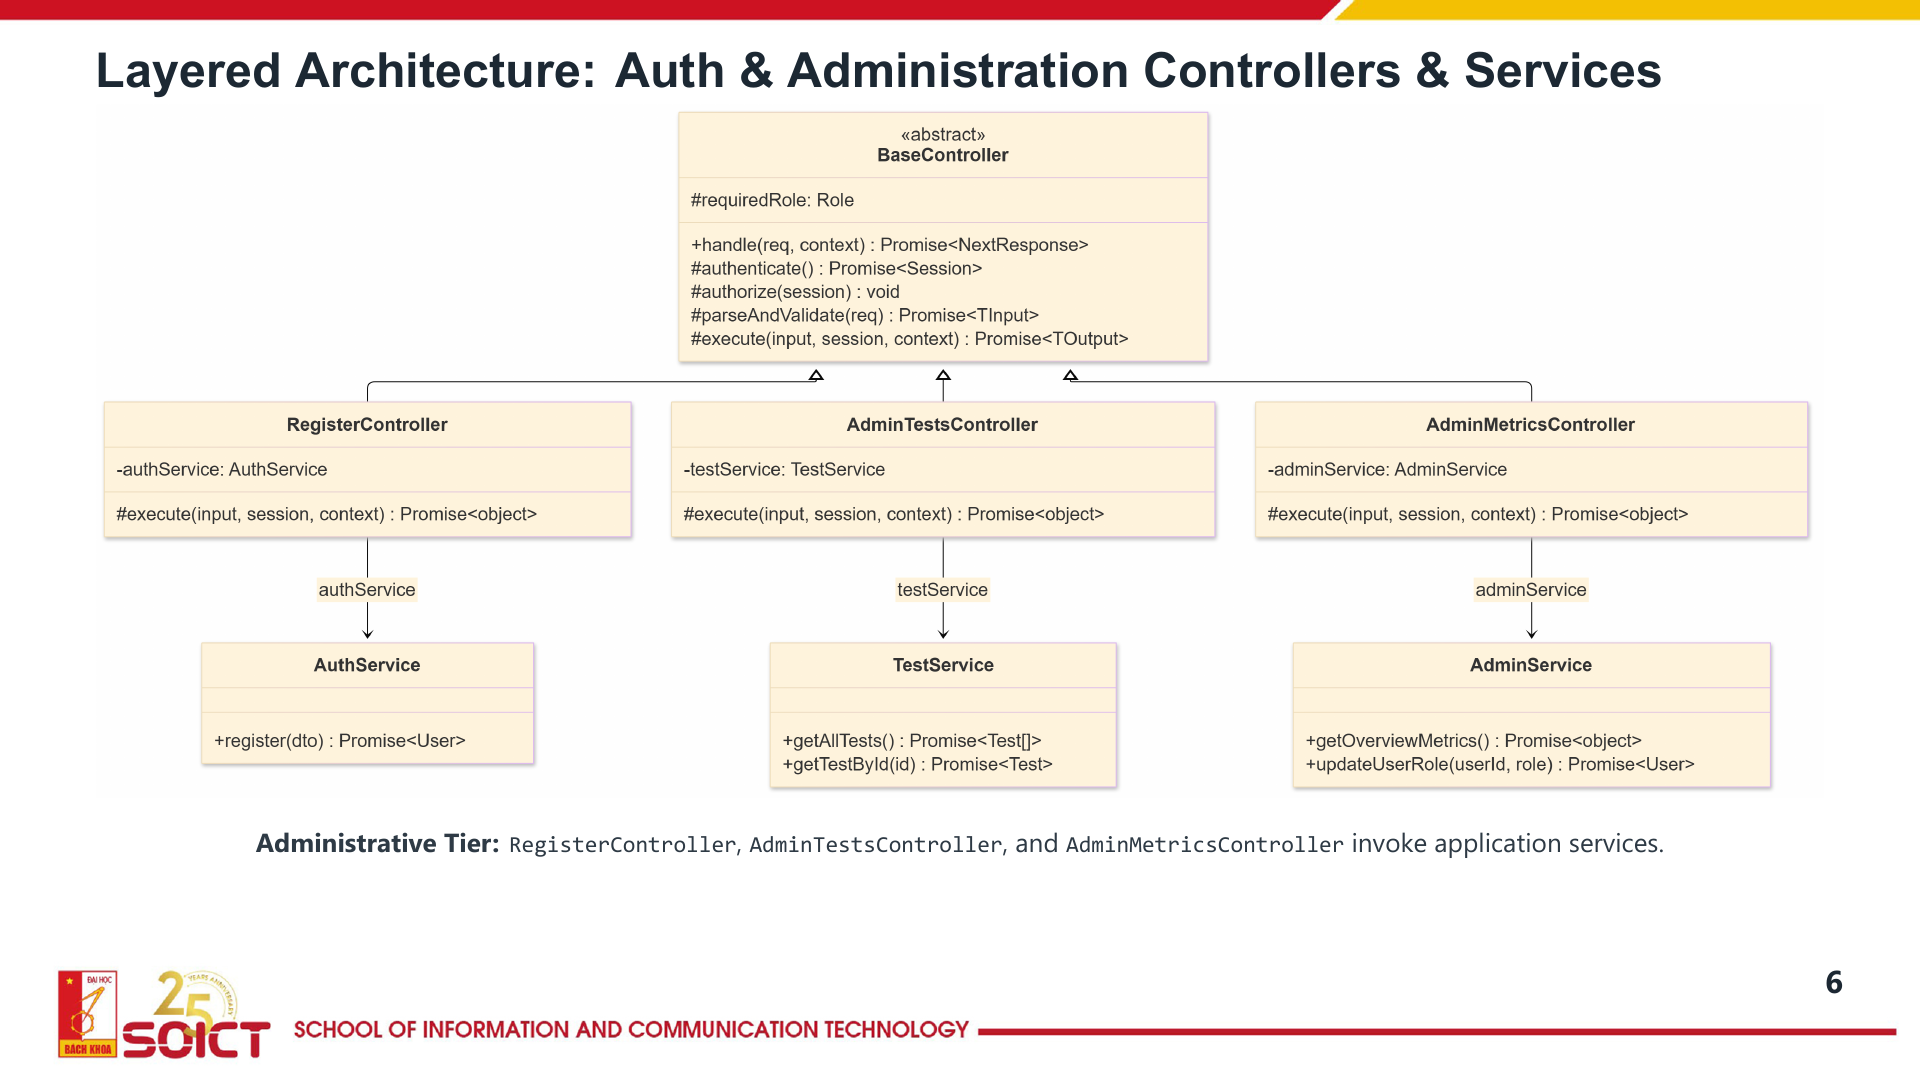 Layered Architecture: Auth & Administration Controllers & Services
«abstract»
BaseController
#requiredRole: Role
+handle(req, context) : Promise<NextResponse>
#authenticate() : Promise<Session>
#authorize(session) : void
#parseAndValidate(req) : Promise<TInput>
#execute(input, session, context) : Promise<TOutput>
RegisterController
-authService: AuthService
#execute(input, session, context) : Promise<object>
AdminTestsController
-testService: TestService
#execute(input, session, context) : Promise<object>
AdminMetricsController
-adminService: AdminService
#execute(input, session, context) : Promise<object>
authService
testService
adminService
AuthService
+register(dto) : Promise<User>
TestService
+getAllTests() : Promise<Test[]>
+getTestById(id) : Promise<Test>
AdminService
+getOverviewMetrics() : Promise<object>
+updateUserRole(userId, role) : Promise<User>
Administrative Tier: RegisterController, AdminTestsController, and AdminMetricsController invoke application services.
6
ĐẠI HỌC
BÁCH KHOA
25
YEARS ANNIVERSARY
SOICT
SCHOOL OF INFORMATION AND COMMUNICATION TECHNOLOGY